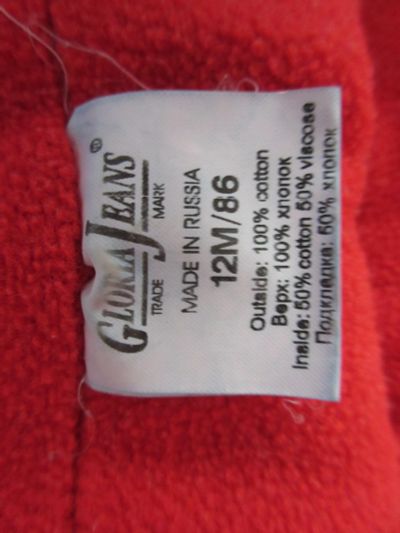 GLORIA JEANS®
TRADE MARK
MADE IN RUSSIA
12M/86
Outside: 100% cotton
Верх: 100% хлопок
Inside: 50% cotton 50% viscose
Подкладка: 50% хлопок